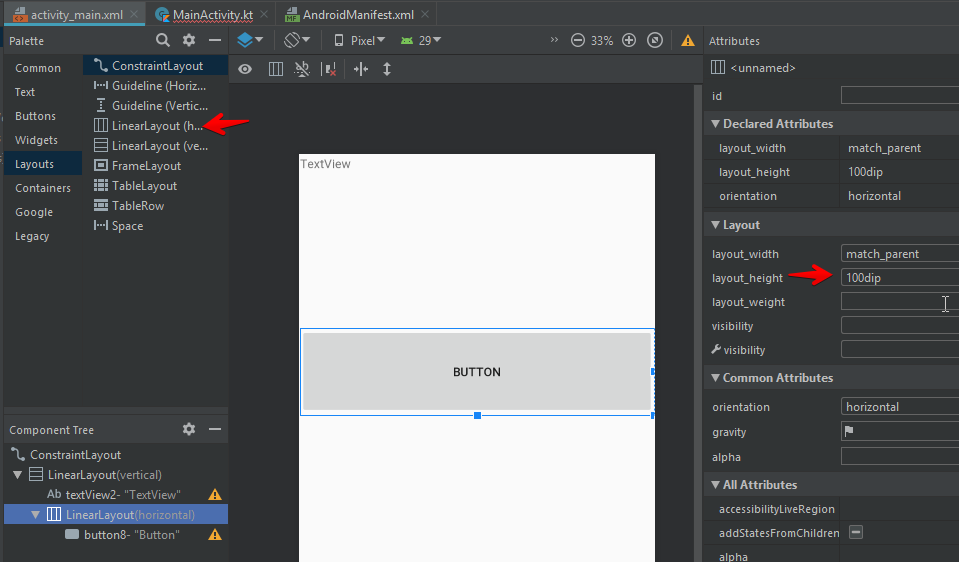 activity_main.xml MainActivity.kt AndroidManifest.xml
Palette
Common
Text
Buttons
Widgets
Layouts
Containers
Google
Legacy
ConstraintLayout
Guideline (Horiz...
Guideline (Vertic...
LinearLayout (h...
LinearLayout (ve...
FrameLayout
TableLayout
TableRow
Space
Component Tree
ConstraintLayout
LinearLayout(vertical)
Ab textView2- "TextView"
LinearLayout(horizontal)
button8- "Button"
Pixel 29 » 33%
TextView
BUTTON
Attributes
<unnamed>
id
Declared Attributes
layout_width match_parent
layout_height 100dip
orientation horizontal
Layout
layout_width match_parent
layout_height 100dip
layout_weight
visibility
visibility
Common Attributes
orientation horizontal
gravity
alpha
All Attributes
accessibilityLiveRegion
addStatesFromChildren
alpha